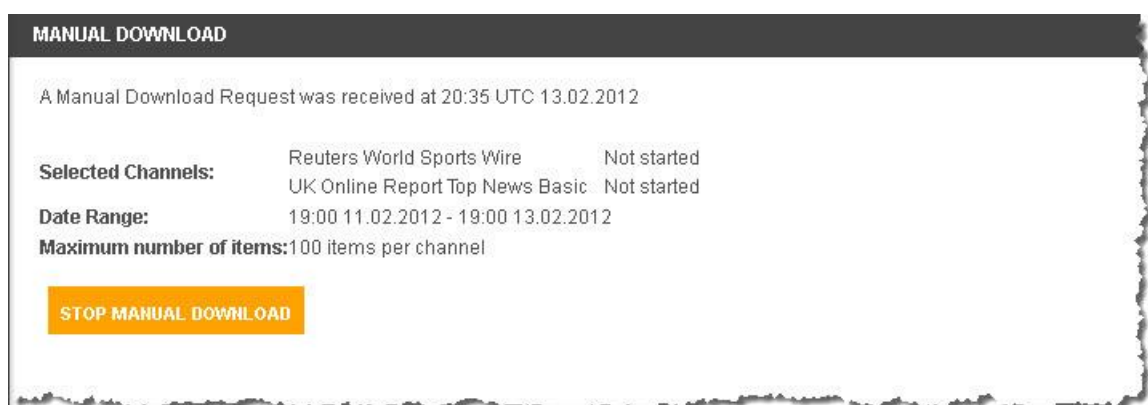 MANUAL DOWNLOAD
A Manual Download Request was received at 20:35 UTC 13.02.2012
Selected Channels:
Reuters World Sports Wire Not started
UK Online Report Top News Basic Not started
Date Range: 19:00 11.02.2012 - 19:00 13.02.2012
Maximum number of items: 100 items per channel
STOP MANUAL DOWNLOAD